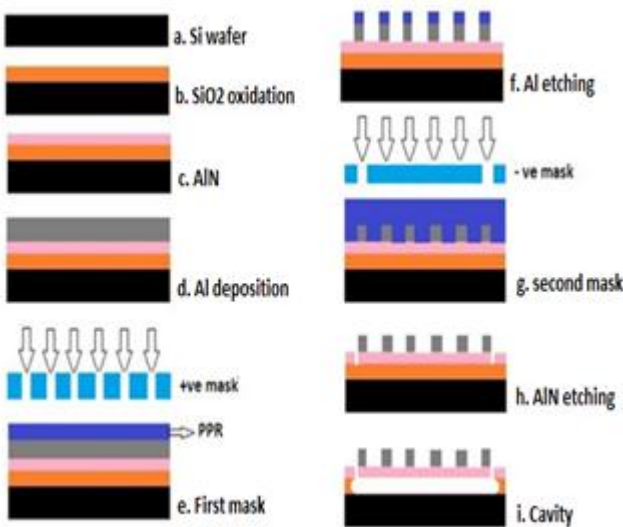 a. Si wafer
b. SiO2 oxidation
c. AlN
d. Al deposition
+ve mask
PPR
e. First mask
f. Al etching
- ve mask
g. second mask
h. AlN etching
i. Cavity